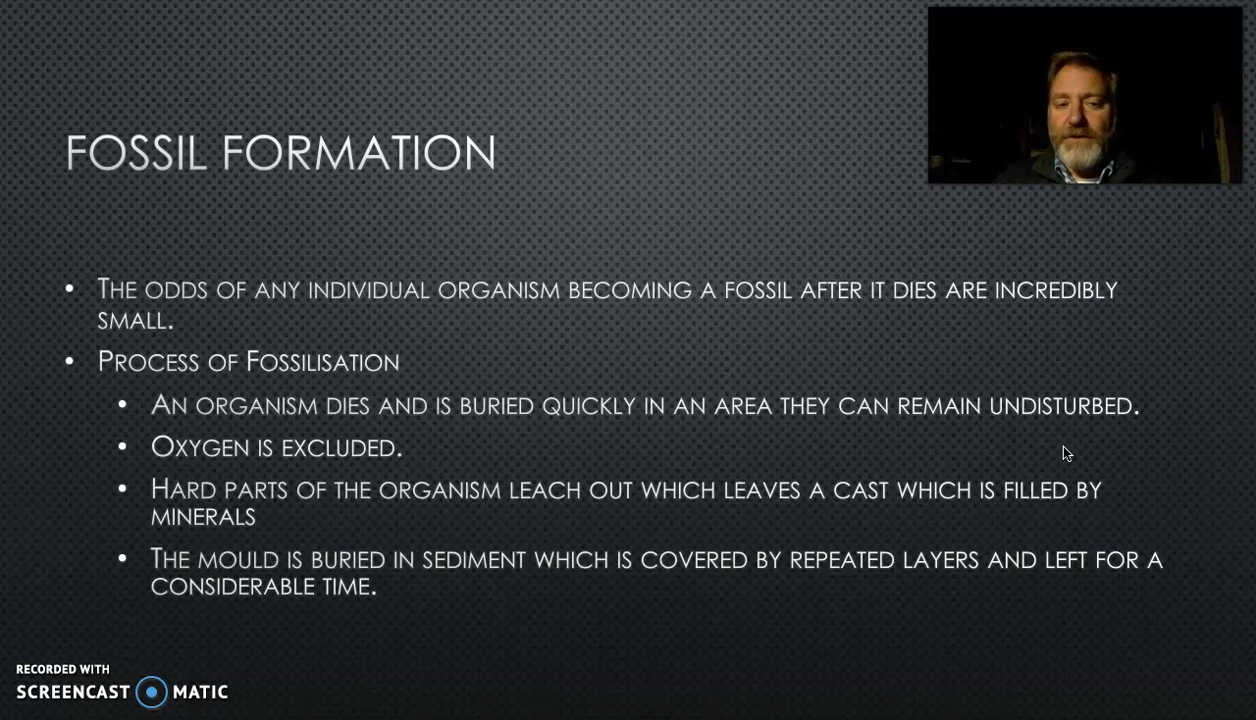 FOSSIL FORMATION
• THE ODDS OF ANY INDIVIDUAL ORGANISM BECOMING A FOSSIL AFTER IT DIES ARE INCREDIBLY
SMALL.
• PROCESS OF FOSSILISATION
• AN ORGANISM DIES AND IS BURIED QUICKLY IN AN AREA THEY CAN REMAIN UNDISTURBED.
• OXYGEN IS EXCLUDED.
• HARD PARTS OF THE ORGANISM LEACH OUT WHICH LEAVES A CAST WHICH IS FILLED BY
MINERALS
• THE MOULD IS BURIED IN SEDIMENT WHICH IS COVERED BY REPEATED LAYERS AND LEFT FOR A
CONSIDERABLE TIME.
RECORDED WITH
SCREENCAST MATIC